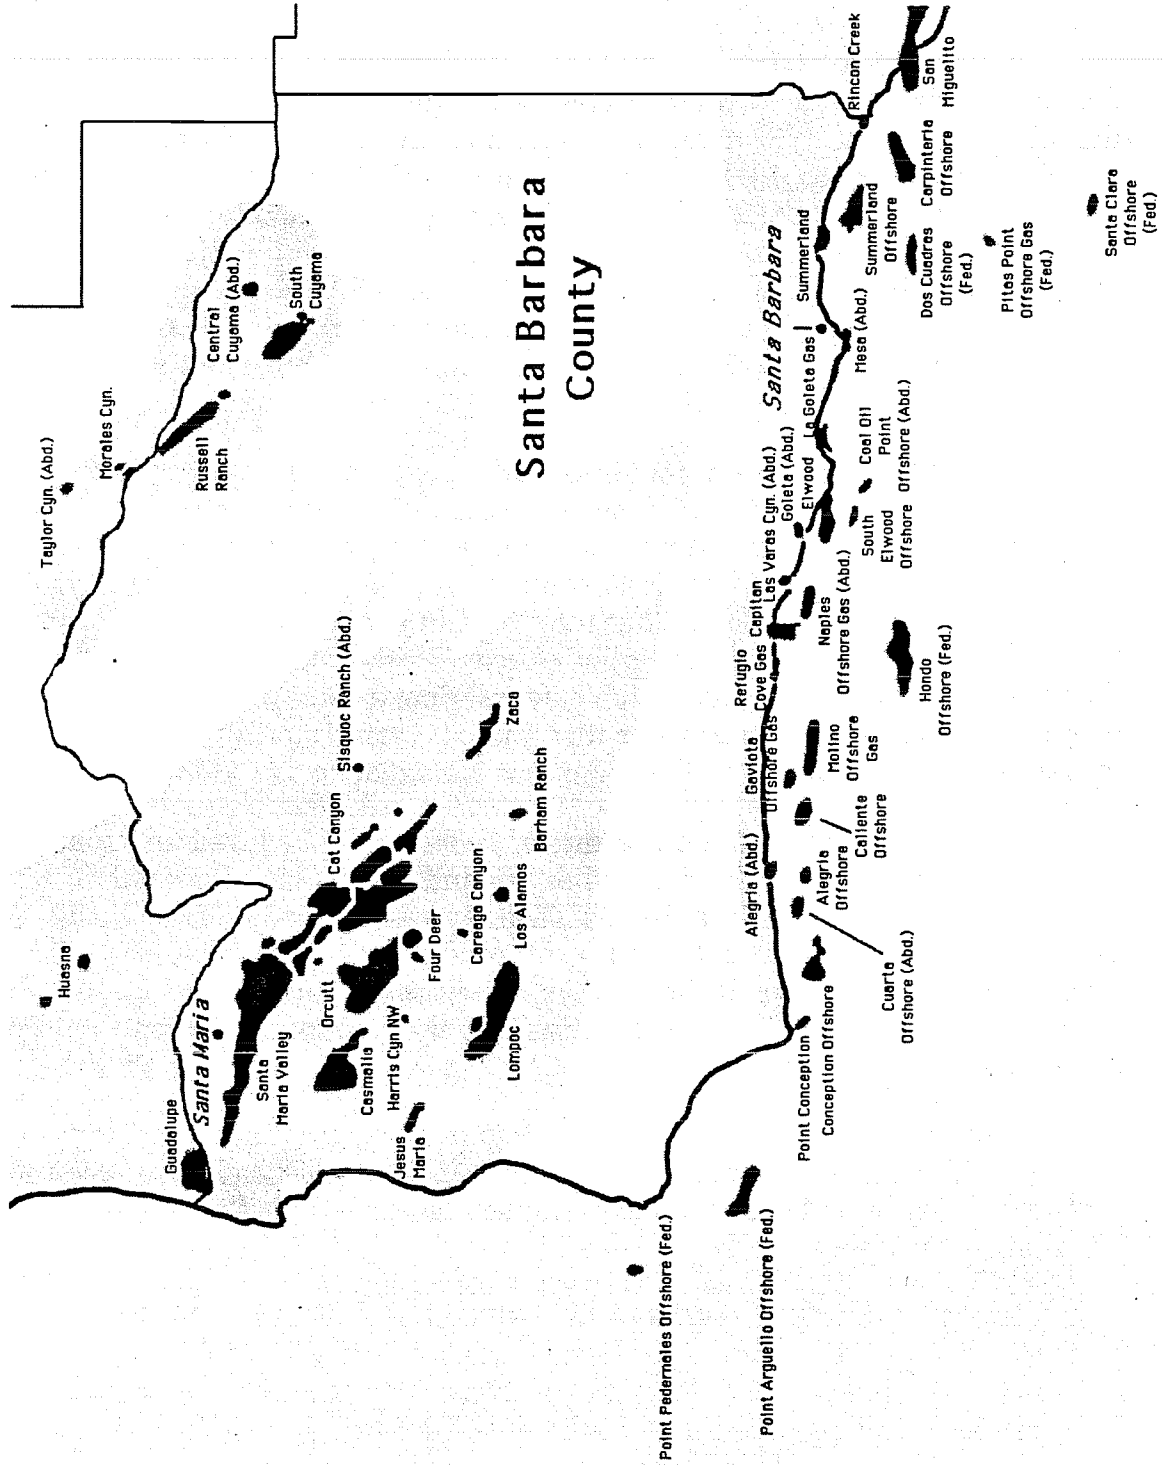 Huasna
Taylor Cyn. (Abd.)
Morales Cyn.
Guadalupe
Santa Maria
Santa
Maria Valley
Russell
Ranch
Central
Cuyama (Abd.)
South
Cuyama
Orcutt
Cat Canyon
Sisquoc Ranch (Abd.)
Casmalia
Harris Cyn NW
Jesus
Maria
Four Deer
Careaga Canyon
Zaca
Lompoc
Los Alamos
Barham Ranch
Santa Barbara
County
Point Pedernales Offshore (Fed.)
Point Arguello Offshore (Fed.)
Point Conception
Conception Offshore
Alegria (Abd.)
Cuarta
Offshore (Abd.)
Alegria
Offshore
Caliente
Offshore
Gaviota
Offshore Gas
Molino
Offshore
Gas
Refugio
Cove Gas
Capitan
Las Varas Cyn. (Abd.)
Naples
Offshore Gas (Abd.)
Hondo
Offshore (Fed.)
Goleta (Abd.)
Elwood
South
Elwood
Offshore
Coal Oil
Point
Offshore (Abd.)
La Goleta Gas
Santa Barbara
Mesa (Abd.)
Summerland
Summerland
Offshore
Dos Cuadras
Offshore
(Fed.)
Pitas Point
Offshore Gas
(Fed.)
Carpinteria
Offshore
Rincon Creek
San
Miguelito
Santa Clara
Offshore
(Fed.)